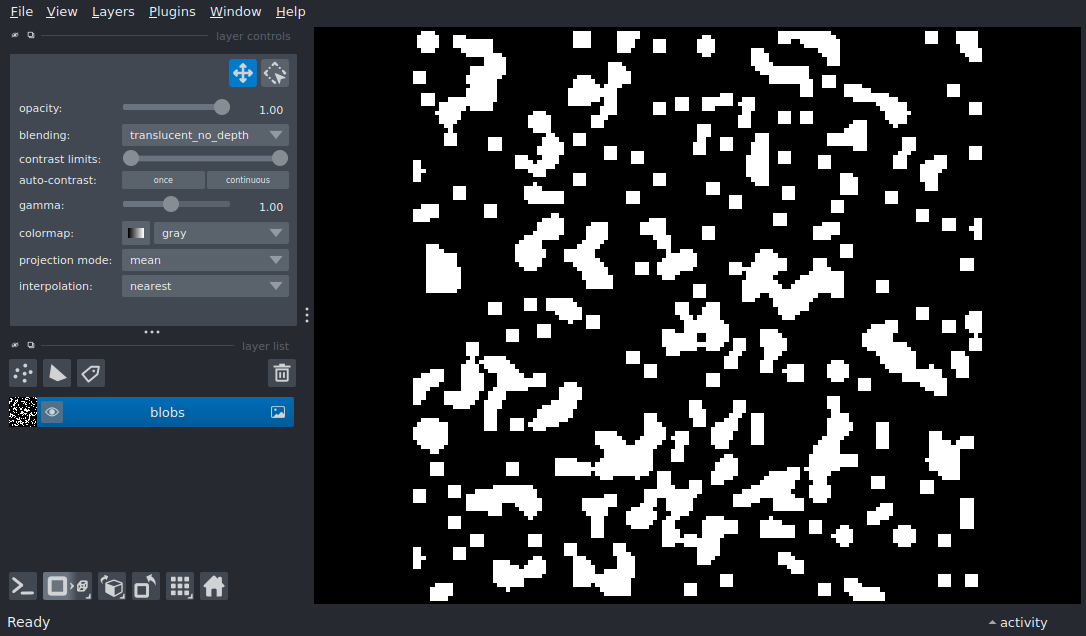 File View Layers Plugins Window Help
layer controls
opacity: 1.00
blending: translucent_no_depth
contrast limits:
auto-contrast: once continuous
gamma: 1.00
colormap: gray
projection mode: mean
interpolation: nearest
layer list
blobs
Ready
activity